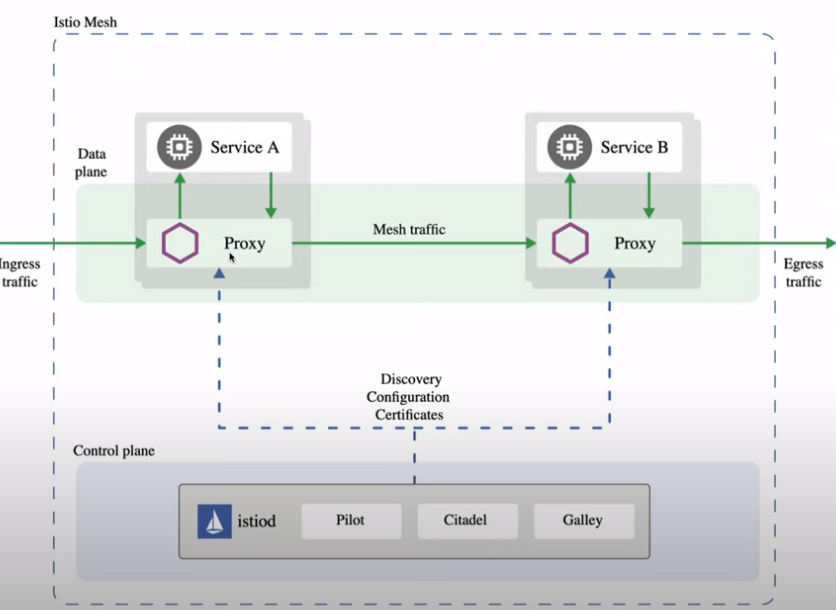 Istio Mesh
Data
plane
Service A
Service B
Proxy
Mesh traffic
Proxy
Ingress
traffic
Egress
traffic
Discovery
Configuration
Certificates
Control plane
istiod
Pilot
Citadel
Galley